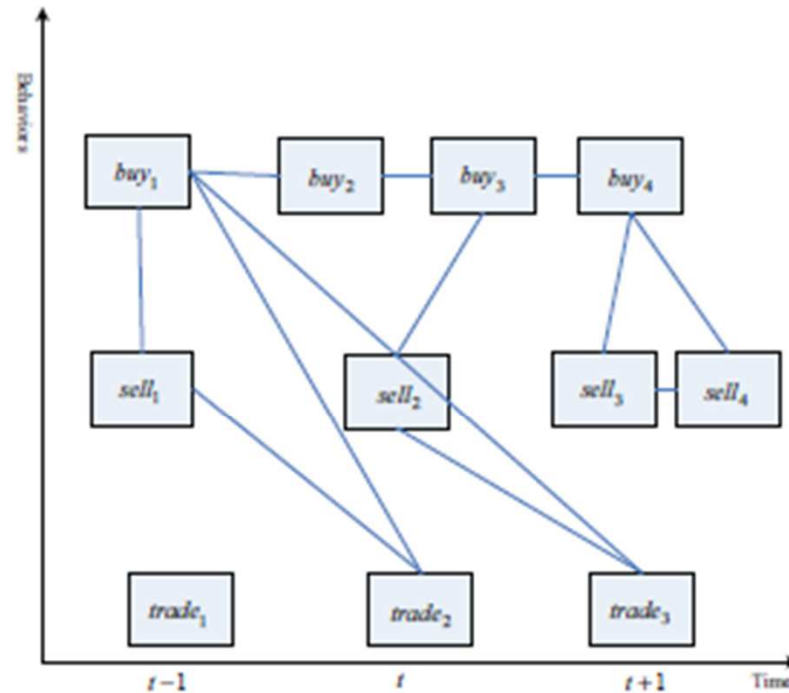 Behaviors
buy₁ buy₂ buy₃ buy₄
sell₁ sell₂ sell₃ sell₄
trade₁ trade₂ trade₃
t−1 t t+1 Time